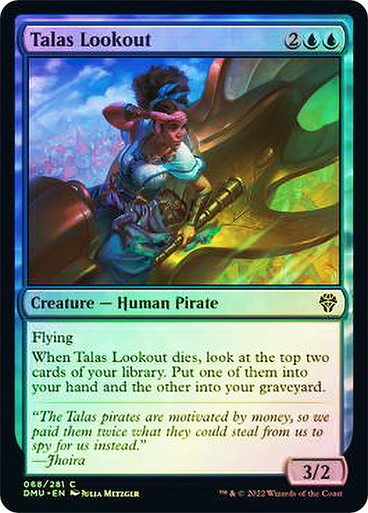 Talas Lookout 2
Creature — Human Pirate
Flying
When Talas Lookout dies, look at the top two
cards of your library. Put one of them into
your hand and the other into your graveyard.
“The Talas pirates are motivated by money, so we
paid them twice what they could steal from us to
spy for us instead.”
—Jhoira
3/2
068/281 C
DMU • EN Julia Metzger
™ & © 2022 Wizards of the Coast